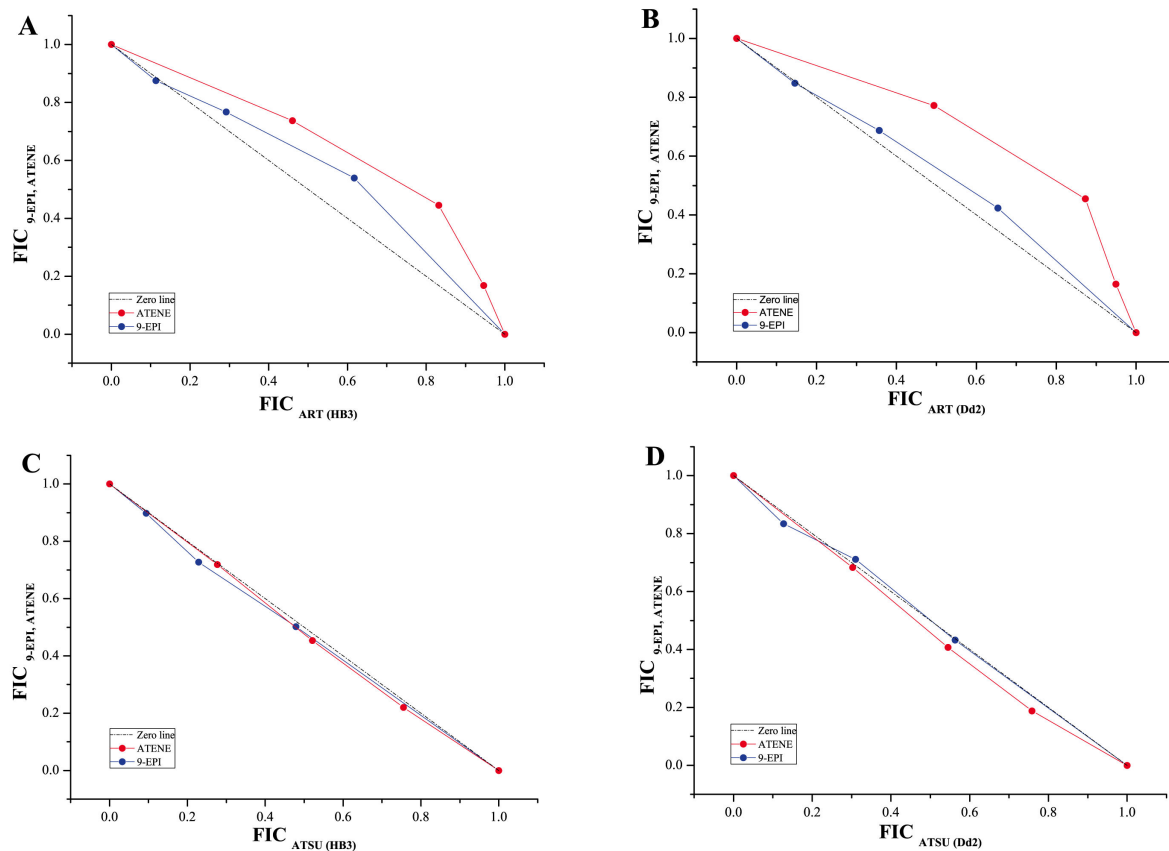 A
FIC 9-EPI, ATENE
1.0
0.8
0.6
0.4
0.2
0.0
Zero line
ATENE
9-EPI
0.0 0.2 0.4 0.6 0.8 1.0
FIC ART (HB3)
B
FIC 9-EPI, ATENE
1.0
0.8
0.6
0.4
0.2
0.0
Zero line
ATENE
9-EPI
0.0 0.2 0.4 0.6 0.8 1.0
FIC ART (Dd2)
C
FIC 9-EPI, ATENE
1.0
0.8
0.6
0.4
0.2
0.0
Zero line
ATENE
9-EPI
0.0 0.2 0.4 0.6 0.8 1.0
FIC ATSU (HB3)
D
FIC 9-EPI, ATENE
1.0
0.8
0.6
0.4
0.2
0.0
Zero line
ATENE
9-EPI
0.0 0.2 0.4 0.6 0.8 1.0
FIC ATSU (Dd2)